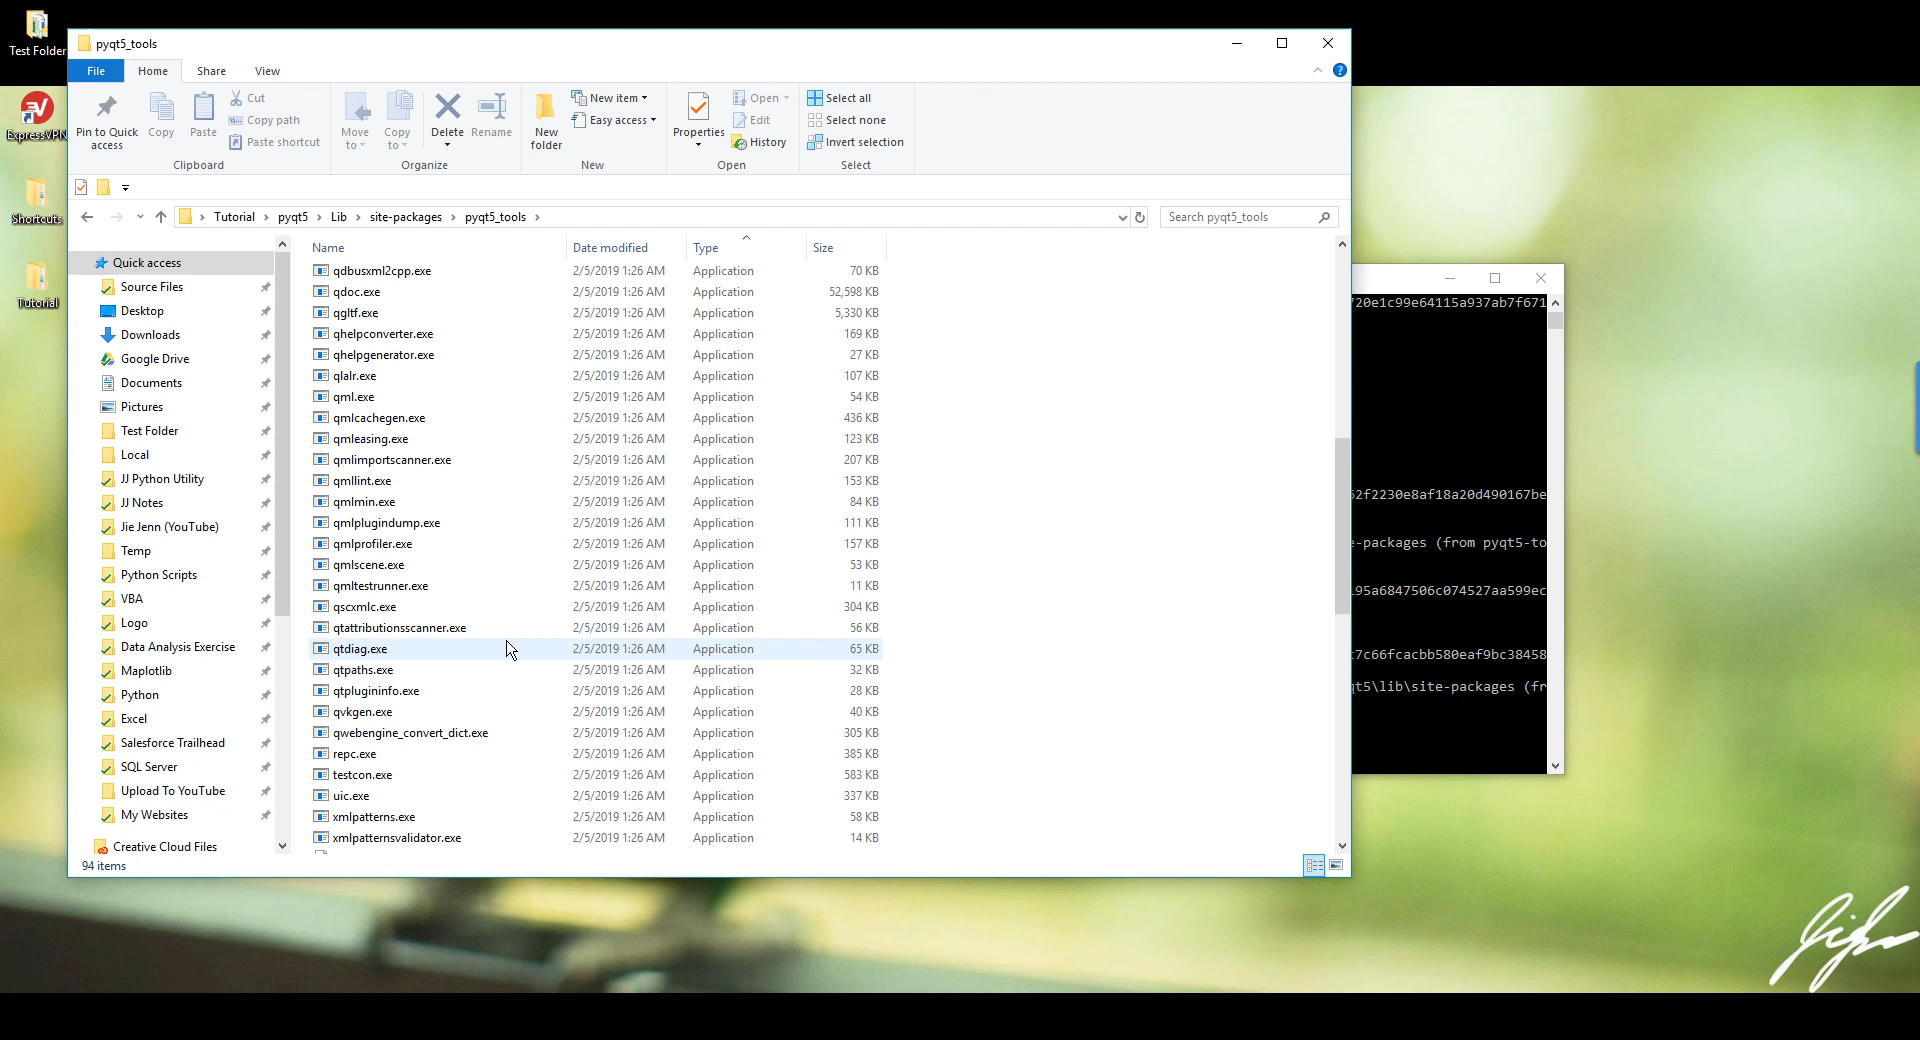 Test Folder
ExpressVPN
Shortcuts
Tutorial
pyqt5_tools
File Home Share View
Pin to Quick access
Copy
Paste
Cut
Copy path
Paste shortcut
Clipboard
Move to
Copy to
Delete
Rename
Organize
New folder
New item
Easy access
New
Properties
Open
Edit
History
Open
Select all
Select none
Invert selection
Select
Tutorial › pyqt5 › Lib › site-packages › pyqt5_tools ›
Search pyqt5_tools
Quick access
Source Files
Desktop
Downloads
Google Drive
Documents
Pictures
Test Folder
Local
JJ Python Utility
JJ Notes
Jie Jenn (YouTube)
Temp
Python Scripts
VBA
Logo
Data Analysis Exercise
Maplotlib
Python
Excel
Salesforce Trailhead
SQL Server
Upload To YouTube
My Websites
Creative Cloud Files
Name Date modified Type Size
qdbusxml2cpp.exe 2/5/2019 1:26 AM Application 70 KB
qdoc.exe 2/5/2019 1:26 AM Application 52,598 KB
qgltf.exe 2/5/2019 1:26 AM Application 5,330 KB
qhelpconverter.exe 2/5/2019 1:26 AM Application 169 KB
qhelpgenerator.exe 2/5/2019 1:26 AM Application 27 KB
qlalr.exe 2/5/2019 1:26 AM Application 107 KB
qml.exe 2/5/2019 1:26 AM Application 54 KB
qmlcachegen.exe 2/5/2019 1:26 AM Application 436 KB
qmleasing.exe 2/5/2019 1:26 AM Application 123 KB
qmlimportscanner.exe 2/5/2019 1:26 AM Application 207 KB
qmllint.exe 2/5/2019 1:26 AM Application 153 KB
qmlmin.exe 2/5/2019 1:26 AM Application 84 KB
qmlplugindump.exe 2/5/2019 1:26 AM Application 111 KB
qmlprofiler.exe 2/5/2019 1:26 AM Application 157 KB
qmlscene.exe 2/5/2019 1:26 AM Application 53 KB
qmltestrunner.exe 2/5/2019 1:26 AM Application 11 KB
qscxmlc.exe 2/5/2019 1:26 AM Application 304 KB
qtattributionsscanner.exe 2/5/2019 1:26 AM Application 56 KB
qtdiag.exe 2/5/2019 1:26 AM Application 65 KB
qtpaths.exe 2/5/2019 1:26 AM Application 32 KB
qtplugininfo.exe 2/5/2019 1:26 AM Application 28 KB
qvkgen.exe 2/5/2019 1:26 AM Application 40 KB
qwebengine_convert_dict.exe 2/5/2019 1:26 AM Application 305 KB
repc.exe 2/5/2019 1:26 AM Application 385 KB
testcon.exe 2/5/2019 1:26 AM Application 583 KB
uic.exe 2/5/2019 1:26 AM Application 337 KB
xmlpatterns.exe 2/5/2019 1:26 AM Application 58 KB
xmlpatternsvalidator.exe 2/5/2019 1:26 AM Application 14 KB
94 items
720e1c99e64115a937ab7f671
52f2230e8af18a20d490167be
e-packages (from pyqt5-to
195a6847506c074527aa599ec
7c66fcacbb580eaf9bc38458
qt5\lib\site-packages (fr